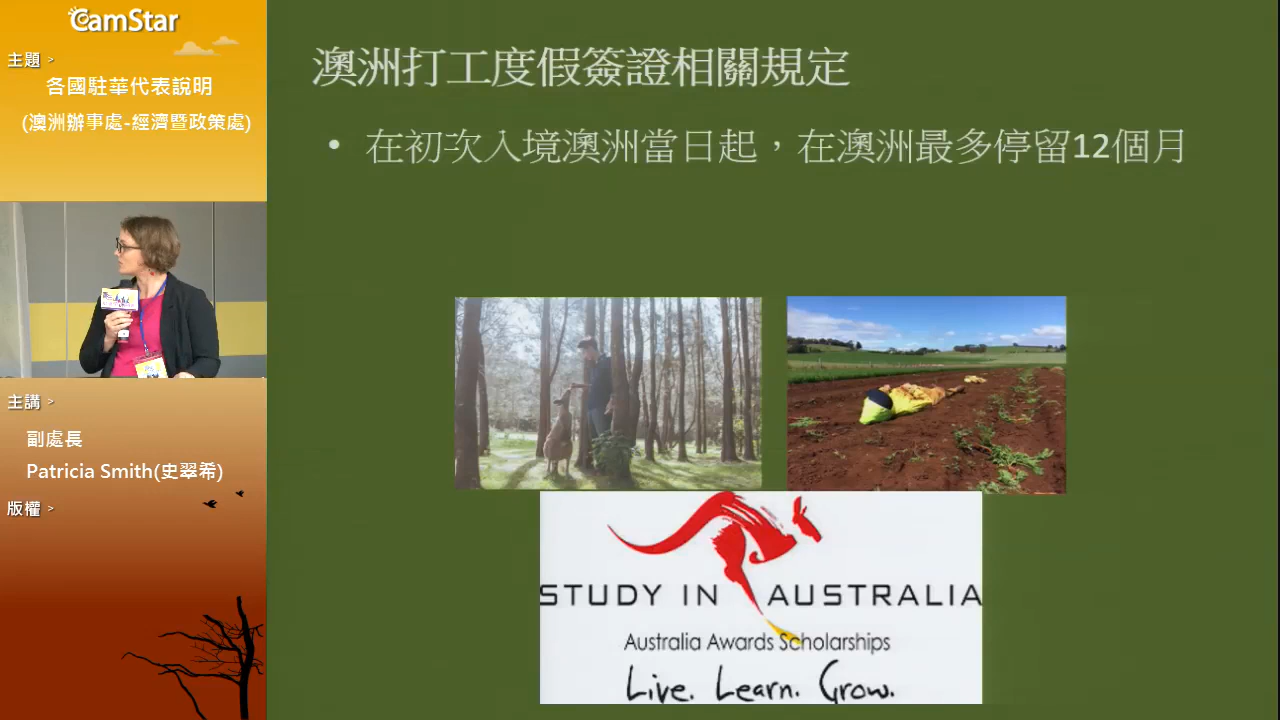 CamStar
主題 >
各國駐華代表說明
(澳洲辦事處-經濟暨政策處)
主講 >
副處長
Patricia Smith(史翠希)
版權 >
澳洲打工度假簽證相關規定
• 在初次入境澳洲當日起，在澳洲最多停留12個月
STUDY IN AUSTRALIA
Australia Awards Scholarships
Live. Learn. Grow.